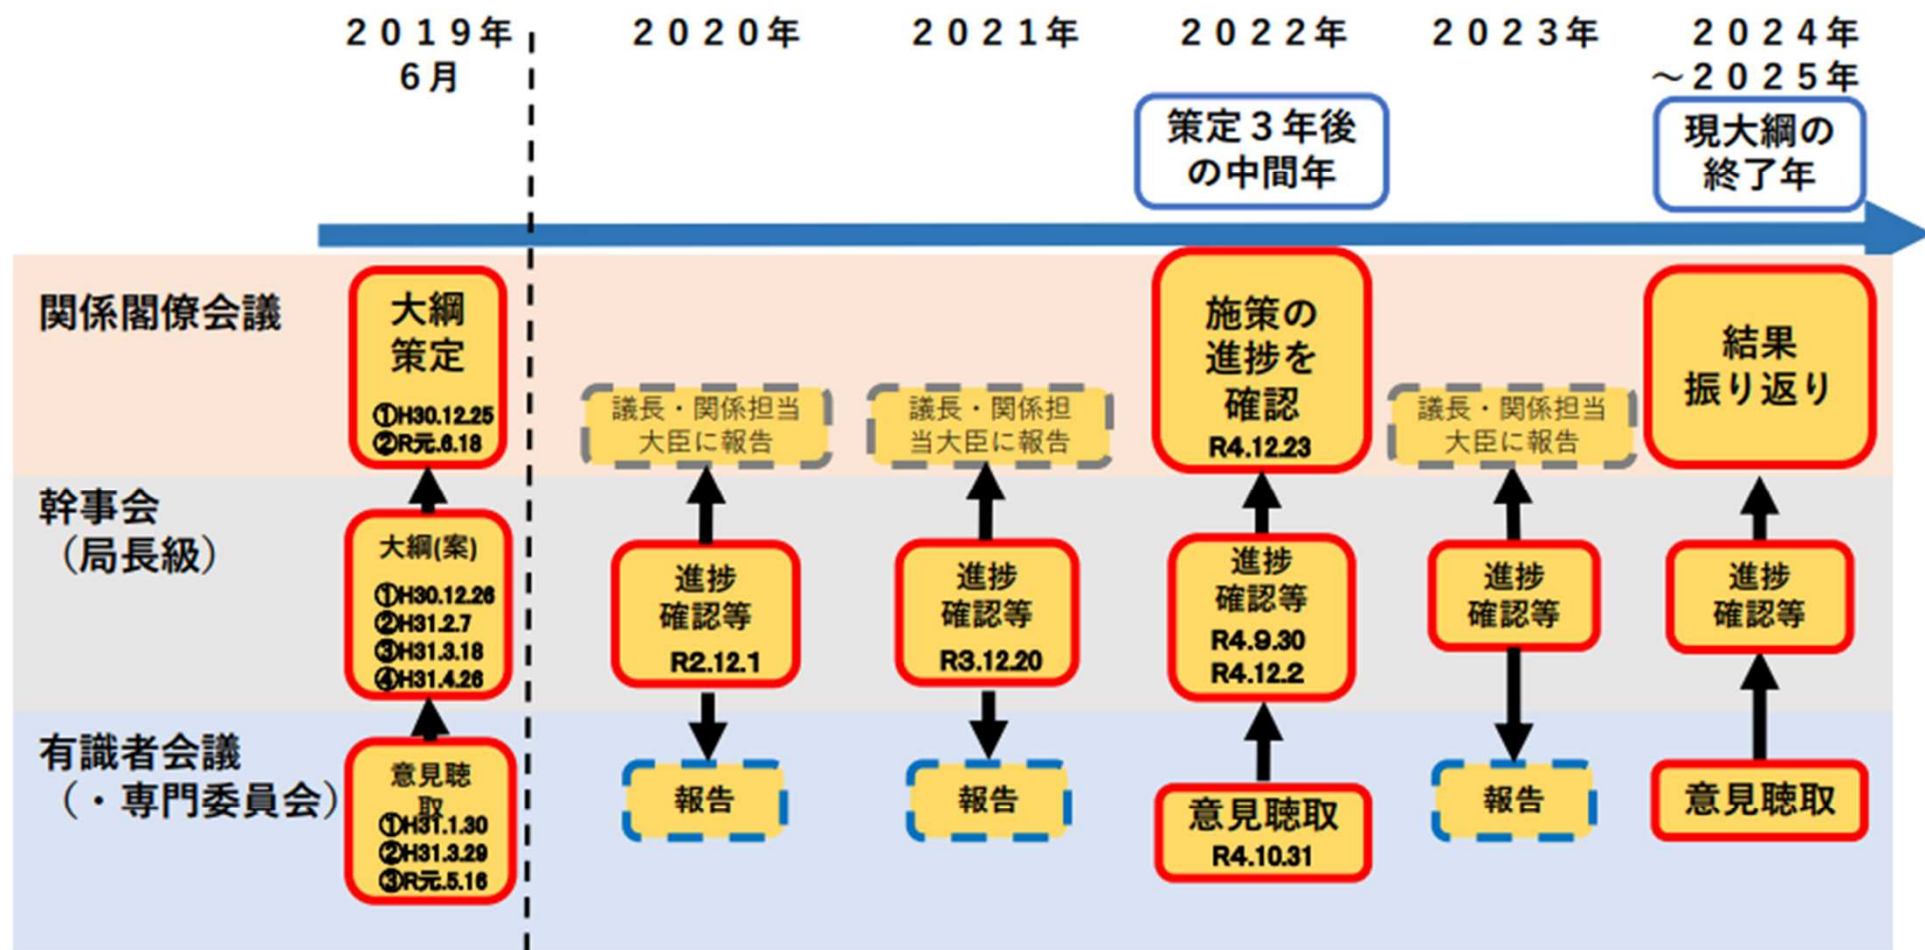 ２０１９年
６月
２０２０年
２０２１年
２０２２年
２０２３年
２０２４年
～２０２５年
策定３年後
の中間年
現大綱の
終了年
関係閣僚会議
大綱
策定
①H30.12.25
②R元.6.18
議長・関係担当
大臣に報告
議長・関係担
当大臣に報告
施策の
進捗を
確認
R4.12.23
議長・関係担当
大臣に報告
結果
振り返り
幹事会
（局長級）
大綱(案)
①H30.12.26
②H31.2.7
③H31.3.18
④H31.4.26
進捗
確認等
R2.12.1
進捗
確認等
R3.12.20
進捗
確認等
R4.9.30
R4.12.2
進捗
確認等
進捗
確認等
有識者会議
（・専門委員会）
意見聴
取
①H31.1.30
②H31.3.29
③R元.5.16
報告
報告
意見聴取
R4.10.31
報告
意見聴取